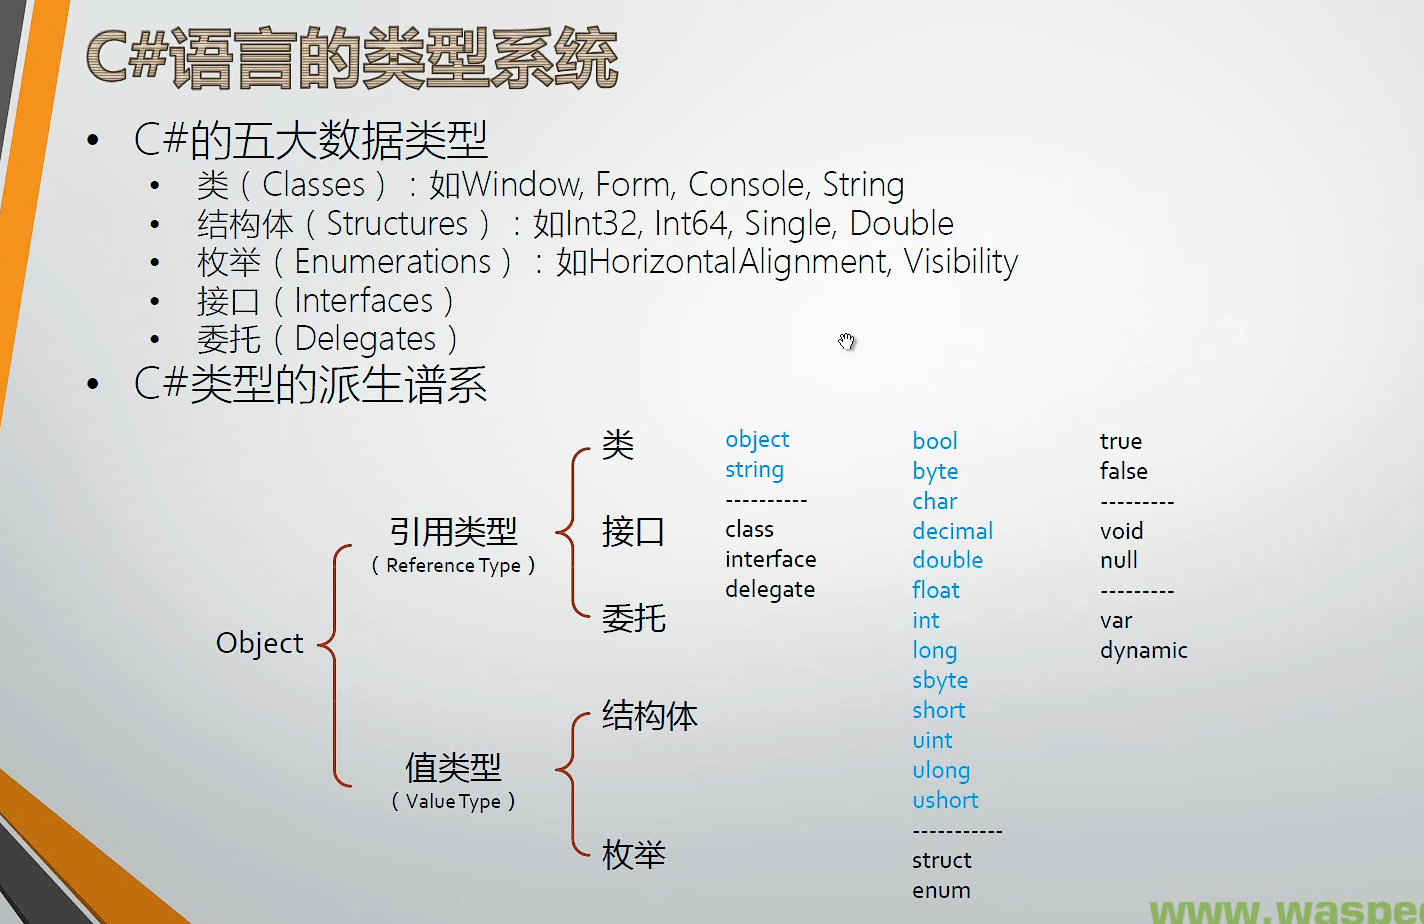 C#语言的类型系统
• C#的五大数据类型
• 类（Classes）：如Window, Form, Console, String
• 结构体（Structures）：如Int32, Int64, Single, Double
• 枚举（Enumerations）：如HorizontalAlignment, Visibility
• 接口（Interfaces）
• 委托（Delegates）
• C#类型的派生谱系
Object
引用类型
（Reference Type）
类
接口
委托
值类型
（Value Type）
结构体
枚举
object
string
----------
class
interface
delegate
bool
byte
char
decimal
double
float
int
long
sbyte
short
uint
ulong
ushort
-----------
struct
enum
true
false
---------
void
null
---------
var
dynamic